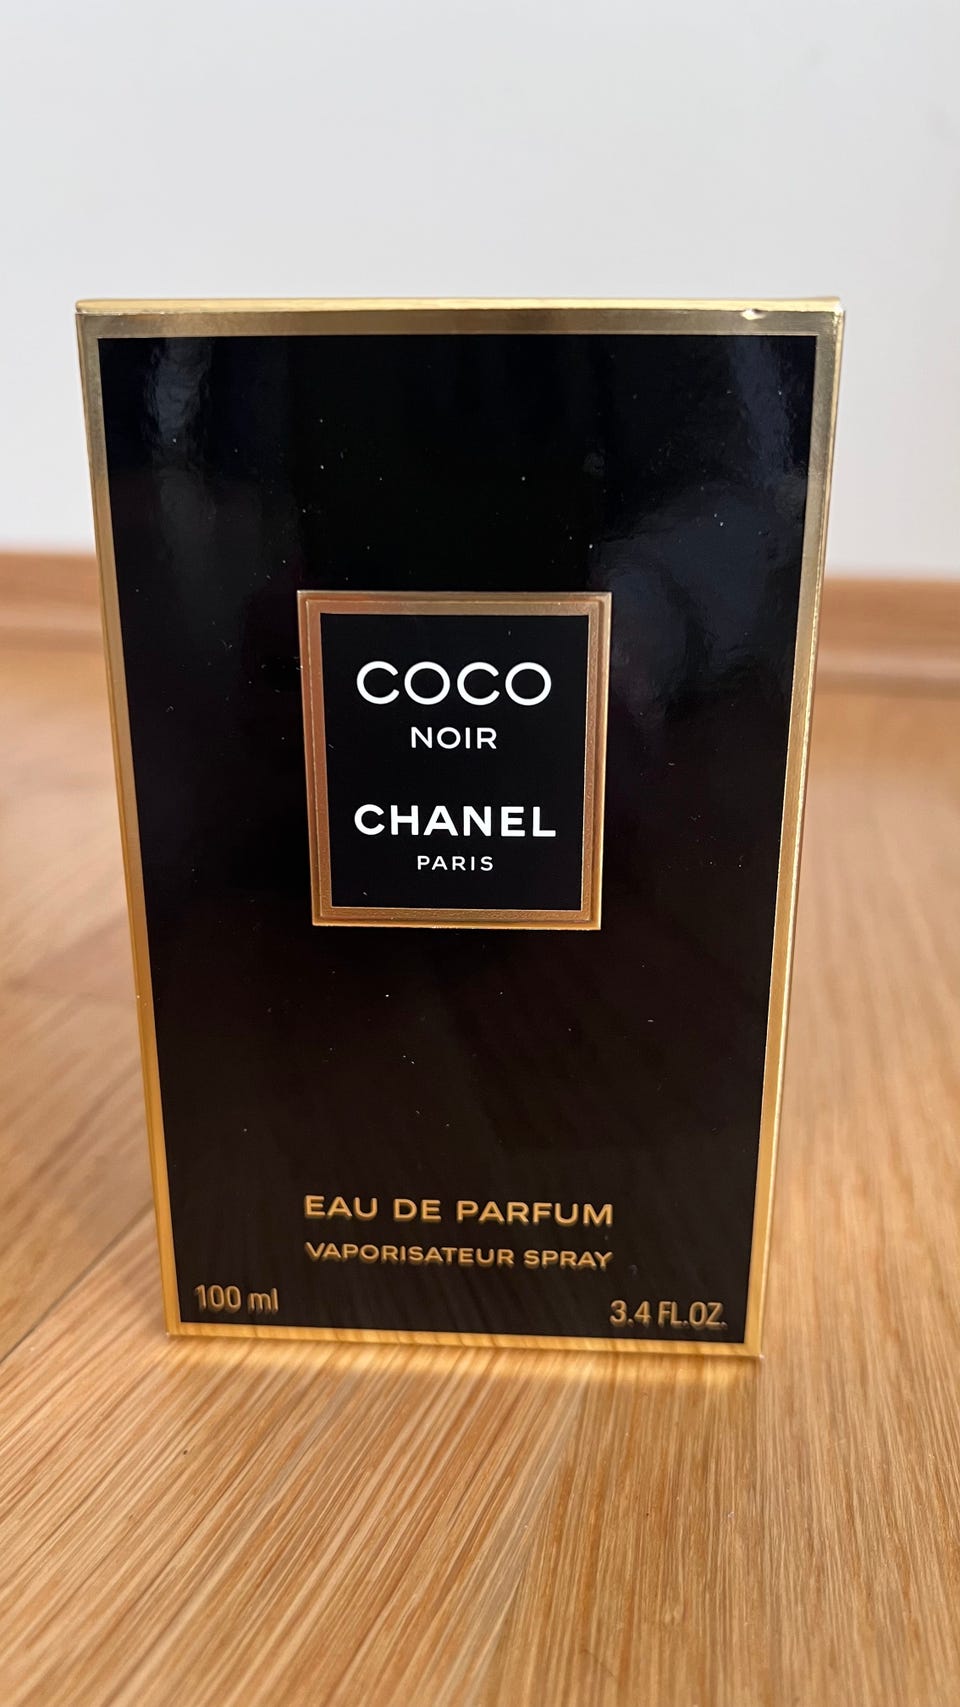 COCO
NOIR
CHANEL
PARIS
EAU DE PARFUM
VAPORISATEUR SPRAY
100 ml
3.4 FL.OZ.